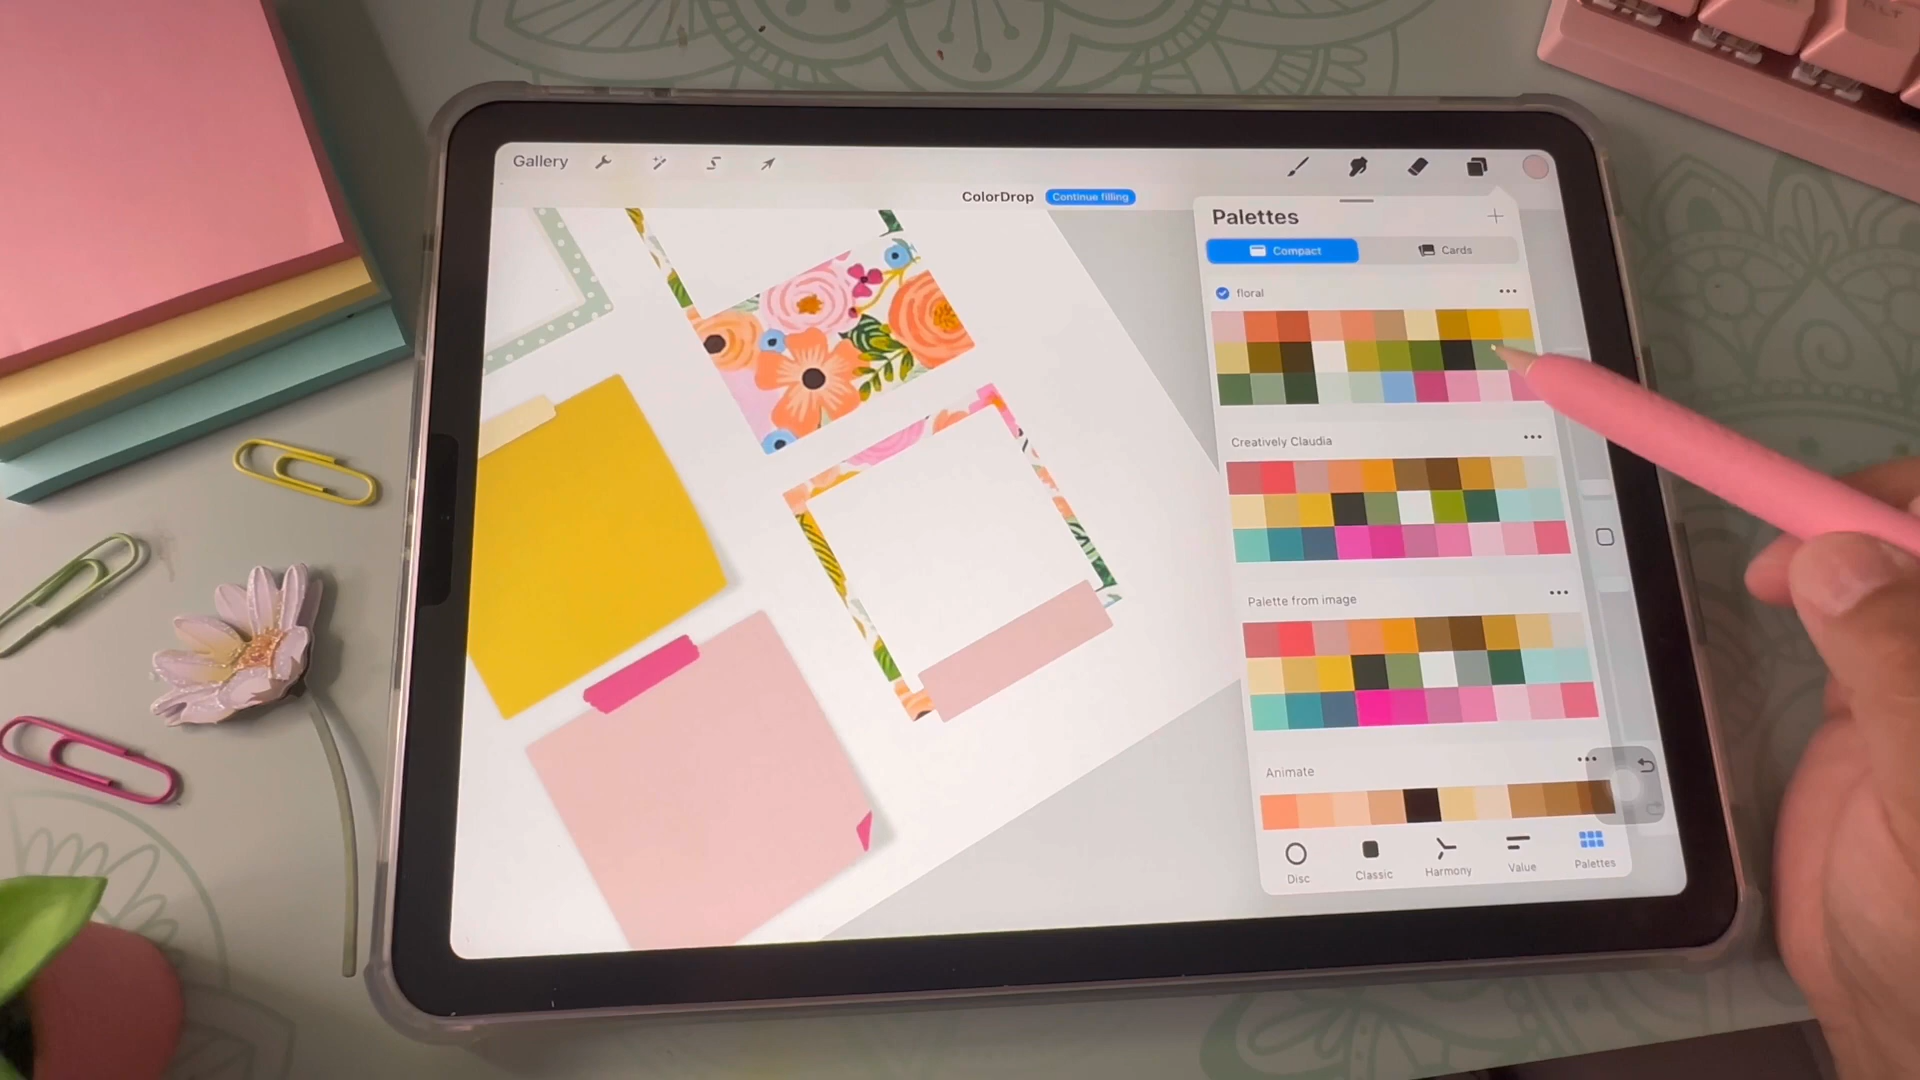 ALT
Gallery
ColorDrop Continue filling
Palettes
Compact Cards
floral
Creatively Claudia
Palette from image
Animate
Disc Classic Harmony Value Palettes